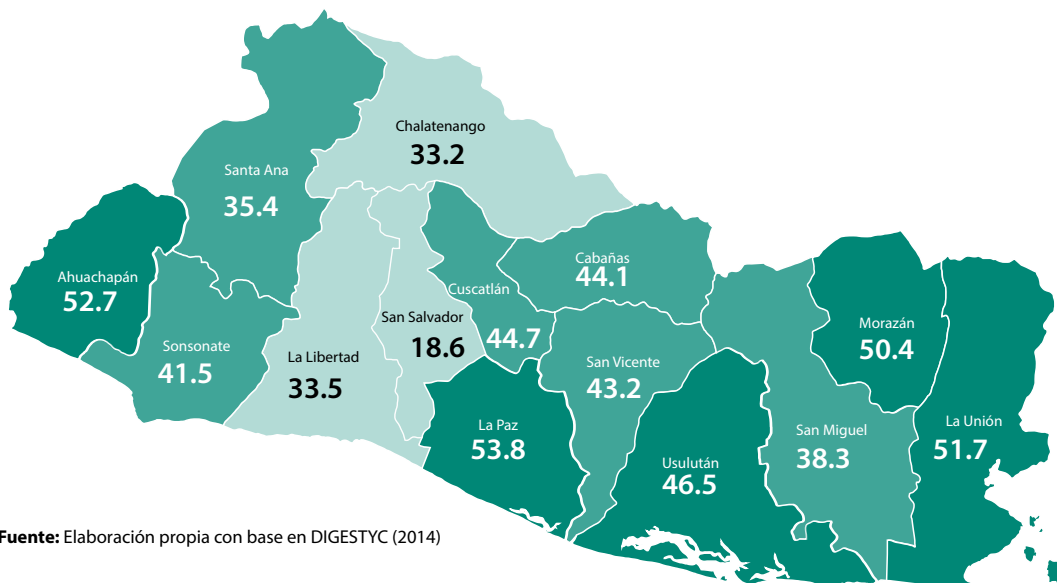 Chalatenango
33.2
Santa Ana
35.4
Ahuachapán
52.7
Sonsonate
41.5
La Libertad
33.5
San Salvador
18.6
Cuscatlán
44.7
Cabañas
44.1
San Vicente
43.2
La Paz
53.8
Usulután
46.5
San Miguel
38.3
Morazán
50.4
La Unión
51.7
Fuente: Elaboración propia con base en DIGESTYC (2014)